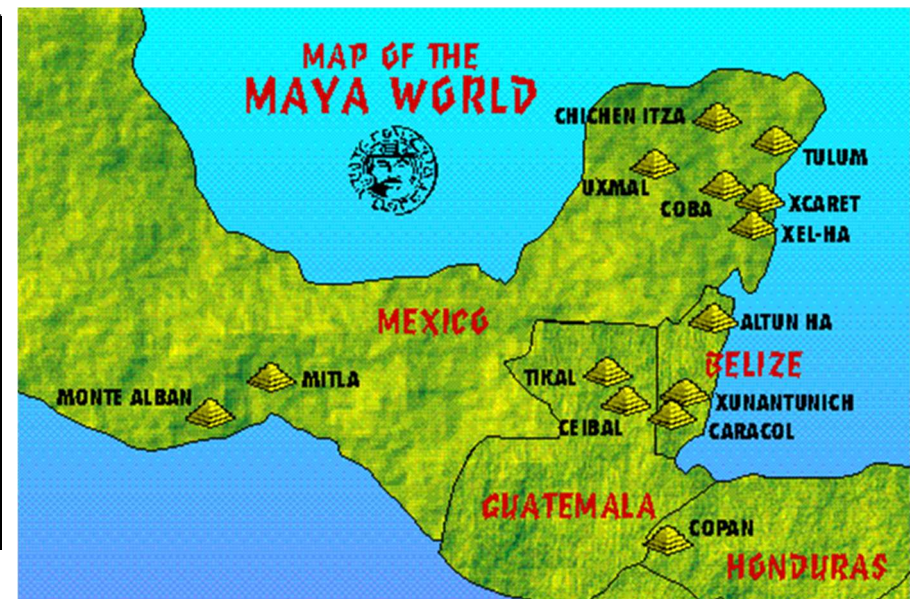 MAP OF THE
MAYA WORLD
CHICHEN ITZA
TULUM
UXMAL
COBA
XCARET
XEL-HA
MEXICO
ALTUN HA
BELIZE
TIKAL
MITLA
MONTE ALBAN
XUNANTUNICH
CEIBAL
CARACOL
GUATEMALA
COPAN
HONDURAS